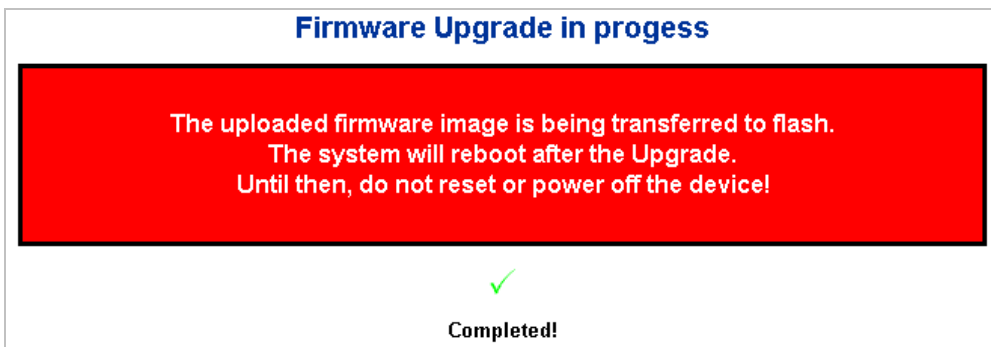 Firmware Upgrade in progess
The uploaded firmware image is being transferred to flash.
The system will reboot after the Upgrade.
Until then, do not reset or power off the device!
Completed!